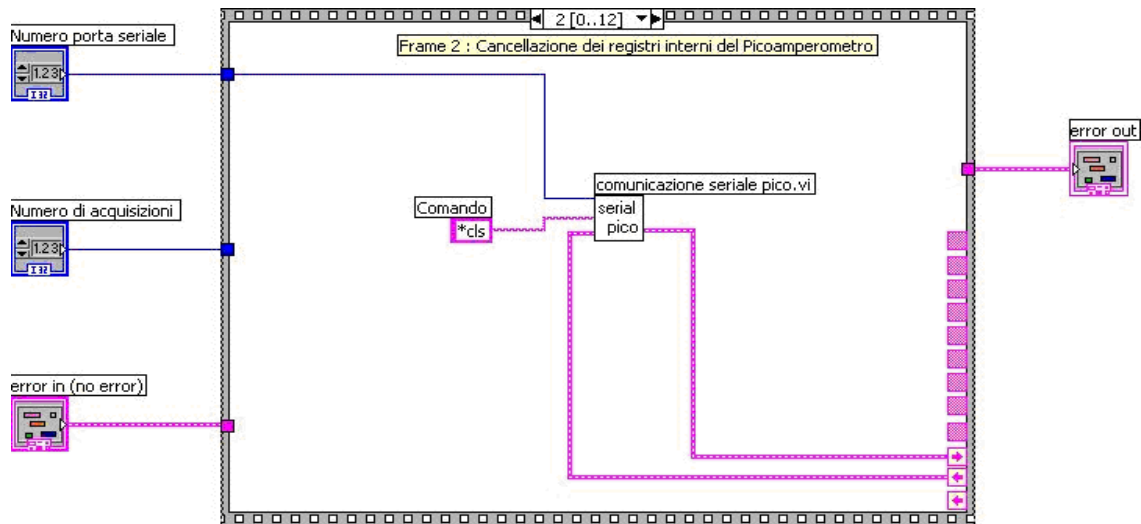 2 [0..12]
Frame 2 : Cancellazione dei registri interni del Picoamperometro
Numero porta seriale
1.23
I32
error out
comunicazione seriale pico.vi
serial
pico
Comando
*cls
Numero di acquisizioni
1.23
I32
error in (no error)